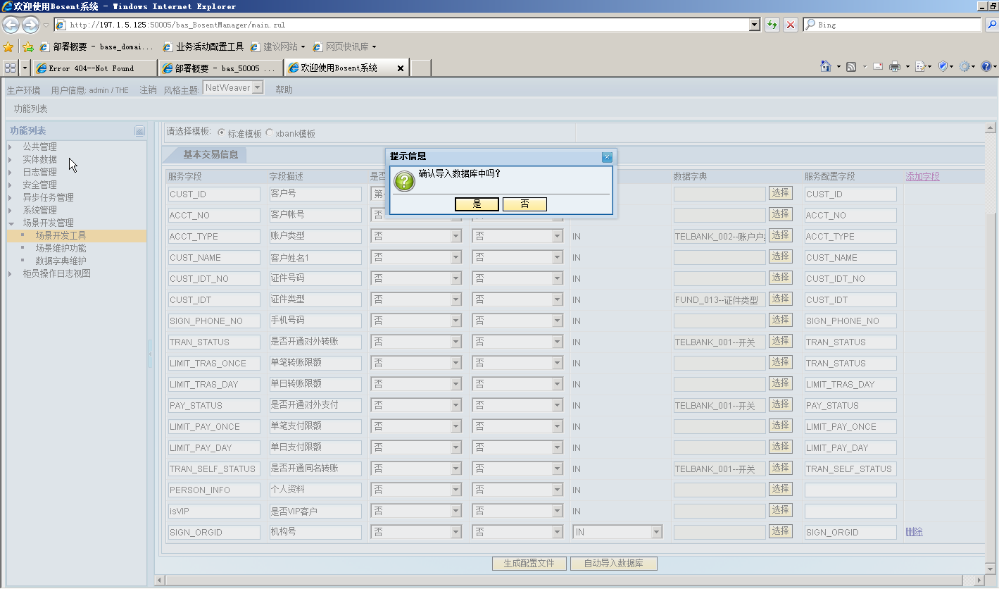 欢迎使用Bosent系统 - Windows Internet Explorer
http://197.1.5.125:50005/bas_BosentManager/main.zul
Bing
部署概要 - base_domai... 业务活动配置工具 建议网站 网页快讯库
Error 404--Not Found 部署概要 - bas_50005 ... 欢迎使用Bosent系统
生产环境 用户信息: admin / THE 注销 风格主题: NetWeaver 帮助
功能列表
功能列表
公共管理
实体数据
日志管理
安全管理
异步任务管理
系统管理
场景开发管理
场景开发工具
场景维护功能
数据字典维护
柜员操作日志视图
请选择模板: 标准模板 xbank模板
基本交易信息
提示信息
确认导入数据库中吗?
是 否
服务字段 字段描述 是否 数据字典 服务配置字段 添加字段
CUST_ID 客户号 第 选择 CUST_ID
ACCT_NO 客户帐号 否 选择 ACCT_NO
ACCT_TYPE 账户类型 否 否 IN TELBANK_002--账户户 选择 ACCT_TYPE
CUST_NAME 客户姓名1 否 否 IN 选择 CUST_NAME
CUST_IDT_NO 证件号码 否 否 IN 选择 CUST_IDT_NO
CUST_IDT 证件类型 否 否 IN FUND_013--证件类型 选择 CUST_IDT
SIGN_PHONE_NO 手机号码 否 否 IN 选择 SIGN_PHONE_NO
TRAN_STATUS 是否开通对外转账 否 否 IN TELBANK_001--开关 选择 TRAN_STATUS
LIMIT_TRAS_ONCE 单笔转账限额 否 否 IN 选择 TRAN_STATUS
LIMIT_TRAS_DAY 单日转账限额 否 否 IN 选择 LIMIT_TRAS_DAY
PAY_STATUS 是否开通对外支付 否 否 IN TELBANK_001--开关 选择 PAY_STATUS
LIMIT_PAY_ONCE 单笔支付限额 否 否 IN 选择 LIMIT_PAY_ONCE
LIMIT_PAY_DAY 单日支付限额 否 否 IN 选择 LIMIT_PAY_DAY
TRAN_SELF_STATUS 是否开通同名转账 否 否 IN TELBANK_001--开关 选择 TRAN_SELF_STATUS
PERSON_INFO 个人资料 否 否 IN 选择
isVIP 是否VIP客户 否 否 IN 选择
SIGN_ORGID 机构号 否 否 IN 选择 SIGN_ORGID 删除
生成配置文件 自动导入数据库